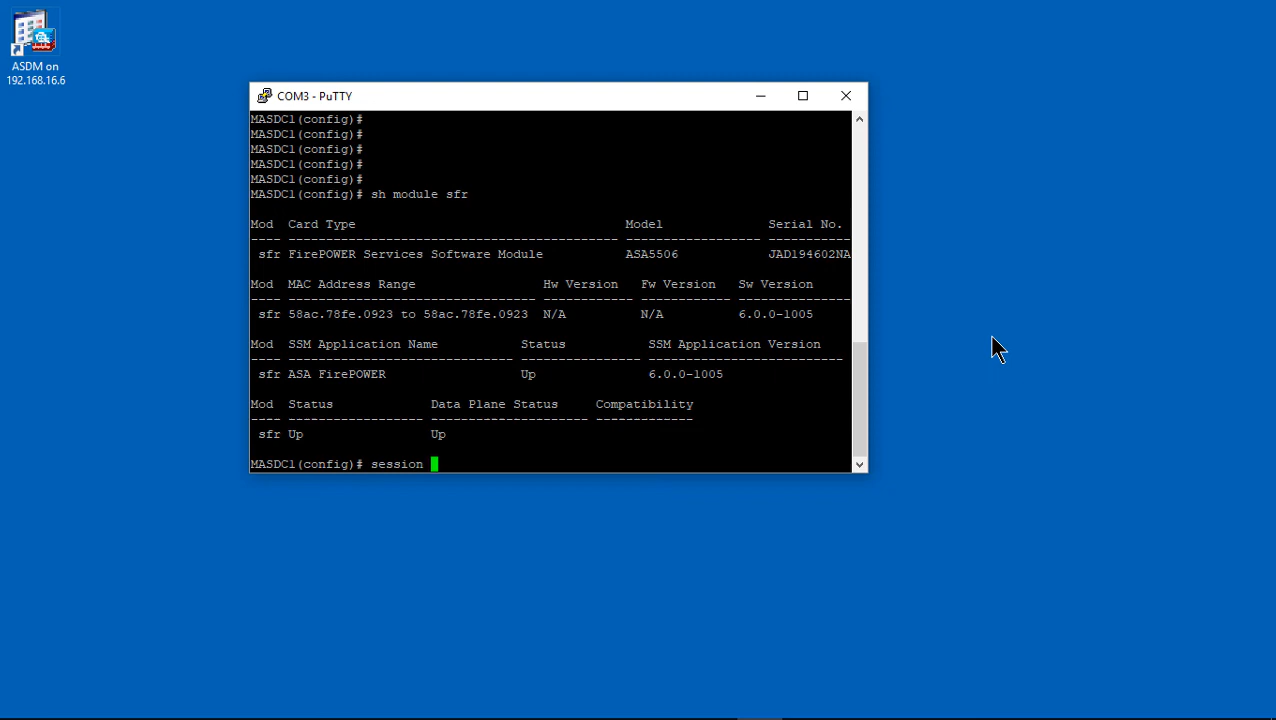 ASDM on
192.168.16.6
COM3 - PuTTY
MASDC1(config)#
MASDC1(config)#
MASDC1(config)#
MASDC1(config)#
MASDC1(config)#
MASDC1(config)# sh module sfr
Mod  Card Type                                    Model              Serial No.
---- -------------------------------------------- ------------------ -----------
 sfr FirePOWER Services Software Module           ASA5506            JAD194602NA
Mod  MAC Address Range                 Hw Version   Fw Version   Sw Version
---- --------------------------------- ------------ ------------ ---------------
 sfr 58ac.78fe.0923 to 58ac.78fe.0923  N/A          N/A          6.0.0-1005
Mod  SSM Application Name           Status           SSM Application Version
---- ------------------------------ ---------------- --------------------------
 sfr ASA FirePOWER                  Up               6.0.0-1005
Mod  Status             Data Plane Status     Compatibility
---- ------------------ --------------------- -------------
 sfr Up                 Up
MASDC1(config)# session